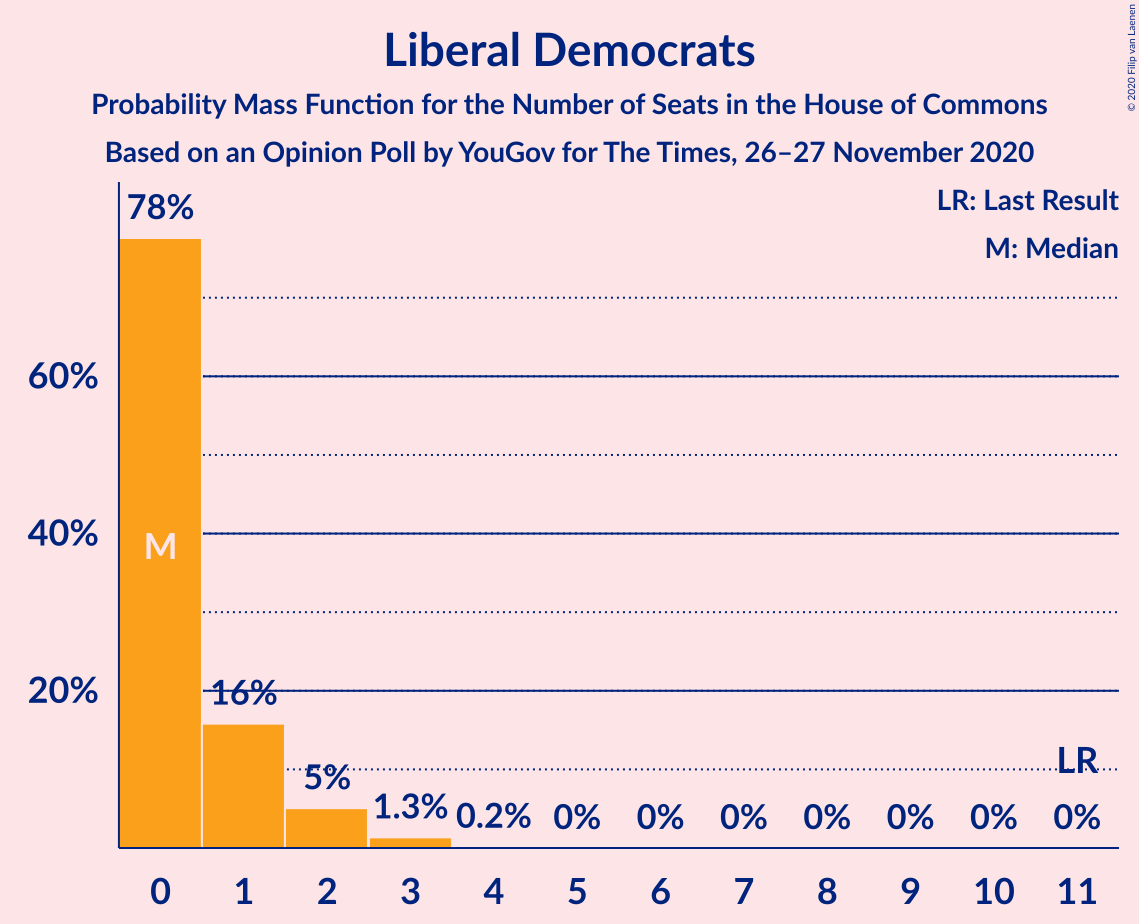 © 2020 Filip van Laenen
Liberal Democrats
Probability Mass Function for the Number of Seats in the House of Commons
Based on an Opinion Poll by YouGov for The Times, 26–27 November 2020
LR: Last Result
M: Median
78%
60%
40%
20%
M
16%
5%
1.3%
0.2%
0%
0%
0%
0%
0%
0%
0%
LR
0 1 2 3 4 5 6 7 8 9 10 11